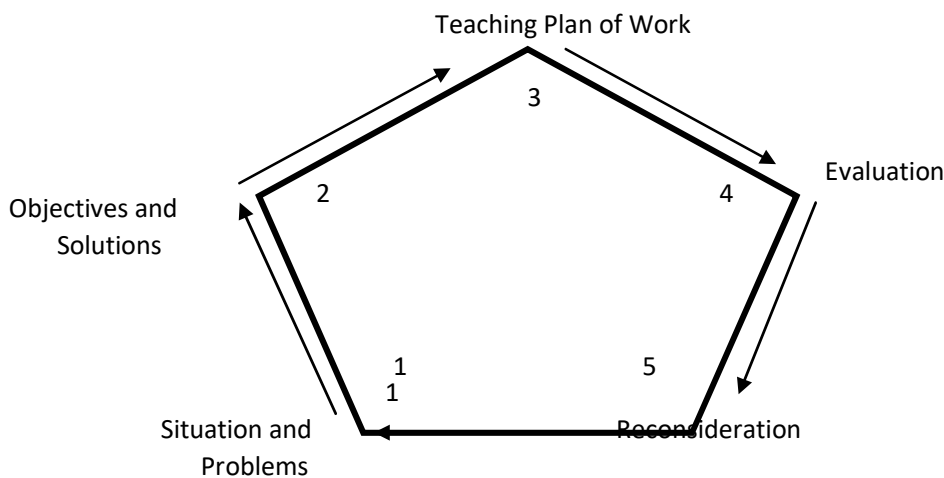 Teaching Plan of Work
3
Evaluation
2
4
Objectives and
Solutions
1
5
1
Situation and
Problems
Reconsideration